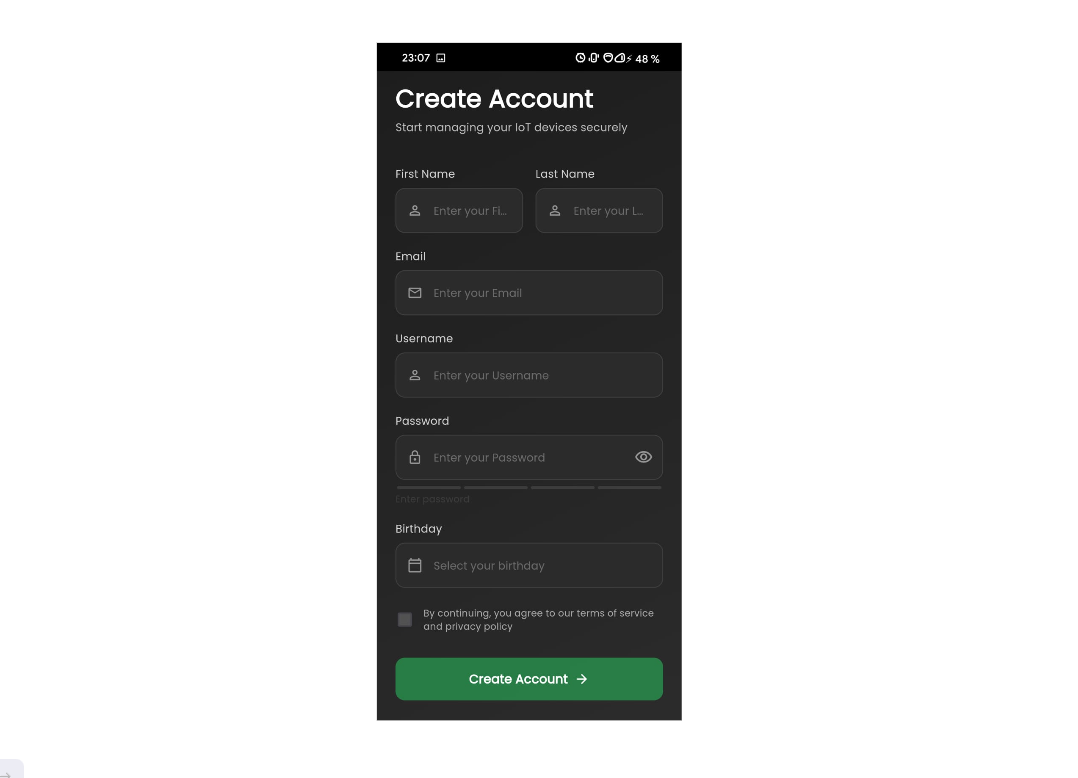 23:07 48 %
Create Account
Start managing your IoT devices securely
First Name Last Name
Enter your Fi... Enter your L...
Email
Enter your Email
Username
Enter your Username
Password
Enter your Password
Enter password
Birthday
Select your birthday
By continuing, you agree to our terms of service
and privacy policy
Create Account →